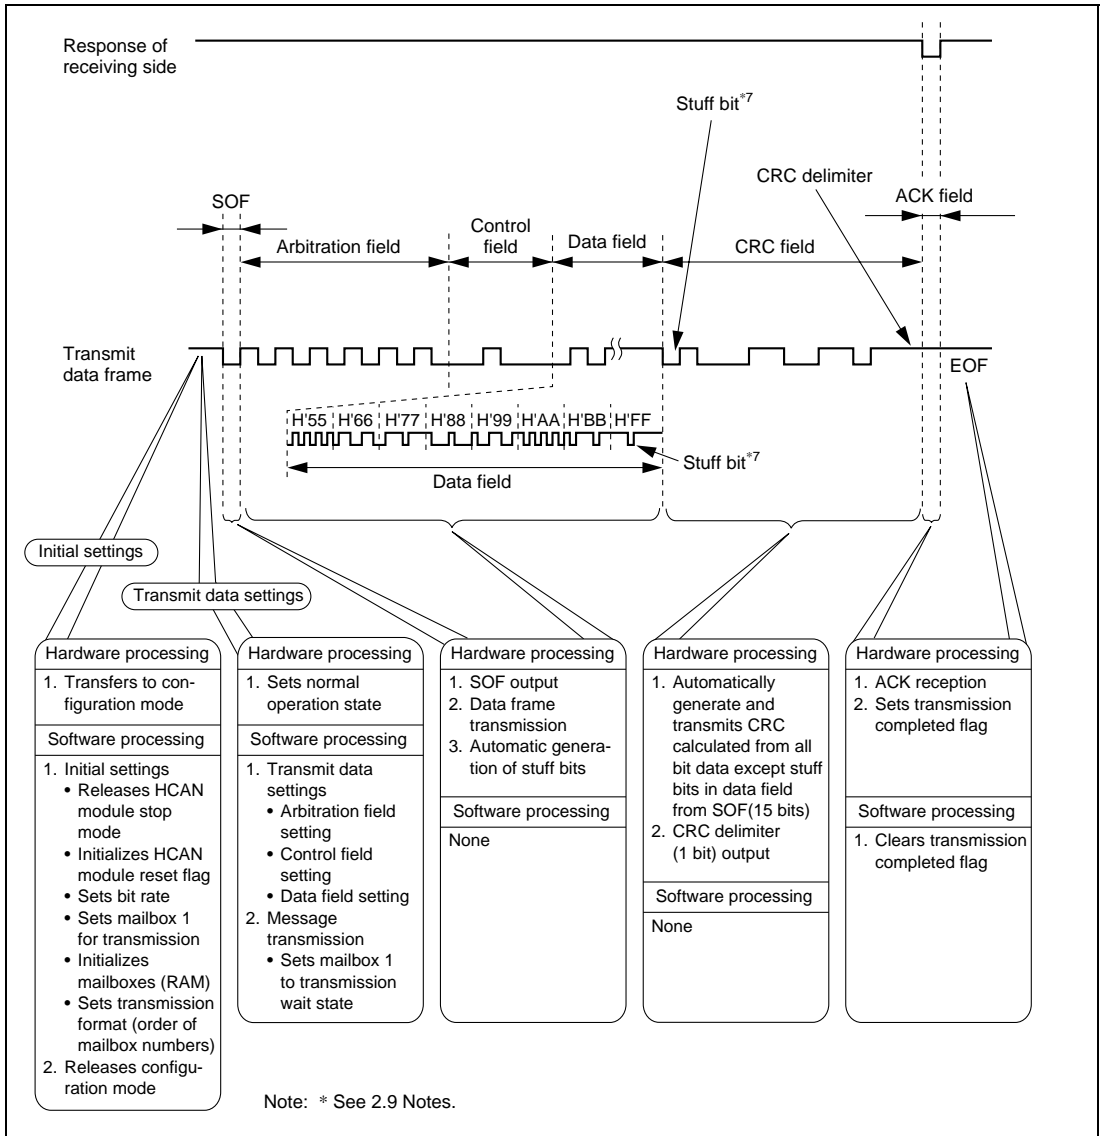 Response of
receiving side
Stuff bit*7
CRC delimiter
SOF
ACK field
Arbitration field
Control
field
Data field
CRC field
Transmit
data frame
EOF
H'55 H'66 H'77 H'88 H'99 H'AA H'BB H'FF
Stuff bit*7
Data field
Initial settings
Transmit data settings
Hardware processing
1. Transfers to con-
figuration mode
Software processing
1. Initial settings
• Releases HCAN
module stop
mode
• Initializes HCAN
module reset flag
• Sets bit rate
• Sets mailbox 1
for transmission
• Initializes
mailboxes (RAM)
• Sets transmission
format (order of
mailbox numbers)
2. Releases configu-
ration mode
Hardware processing
1. Sets normal
operation state
Software processing
1. Transmit data
settings
• Arbitration field
setting
• Control field
setting
• Data field setting
2. Message
transmission
• Sets mailbox 1
to transmission
wait state
Hardware processing
1. SOF output
2. Data frame
transmission
3. Automatic genera-
tion of stuff bits
Software processing
None
Hardware processing
1. Automatically
generate and
transmits CRC
calculated from all
bit data except stuff
bits in data field
from SOF(15 bits)
2. CRC delimiter
(1 bit) output
Software processing
None
Hardware processing
1. ACK reception
2. Sets transmission
completed flag
Software processing
1. Clears transmission
completed flag
Note: * See 2.9 Notes.